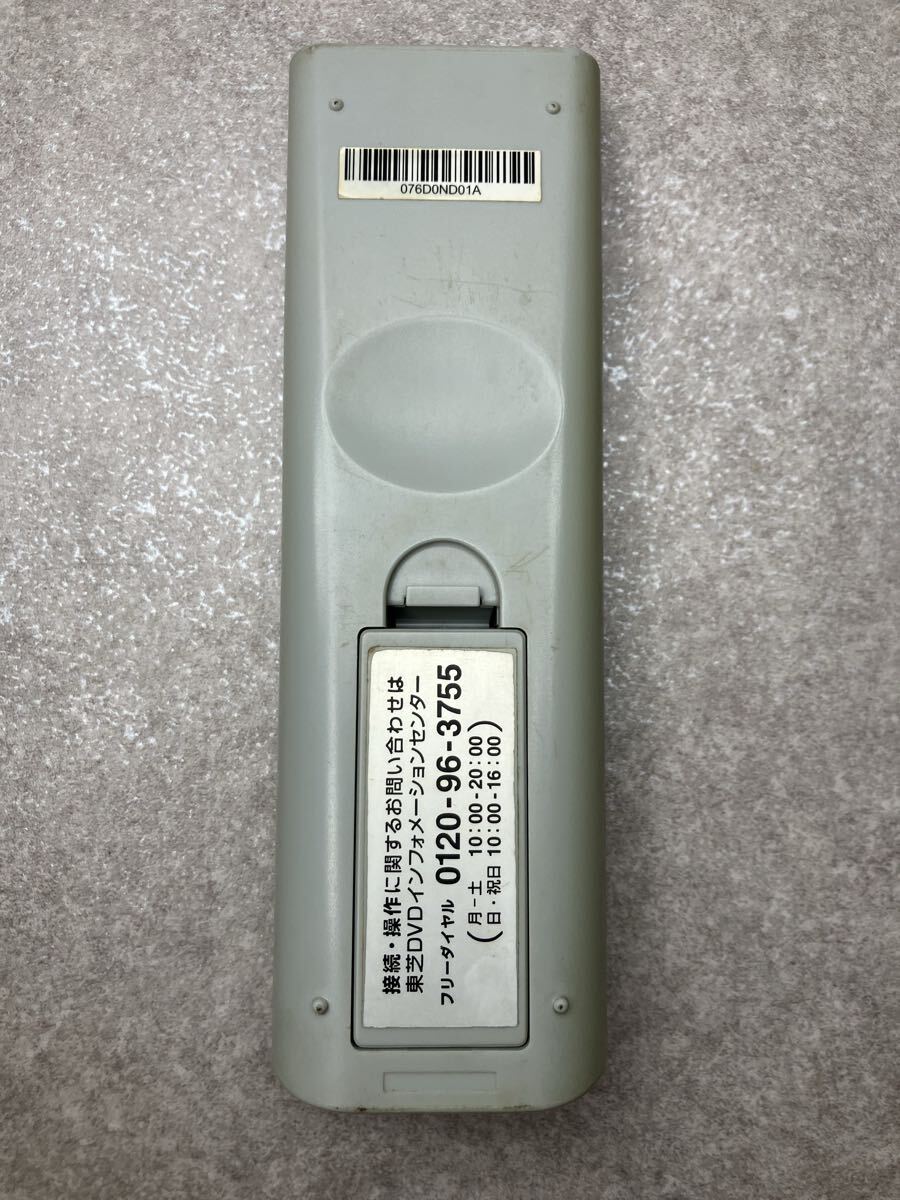 076D0ND01A
接続・操作に関するお問い合わせは
東芝DVDインフォメーションセンター
フリーダイヤル 0120-96-3755
(月−土 10:00-20:00
日・祝日 10:00-16:00)